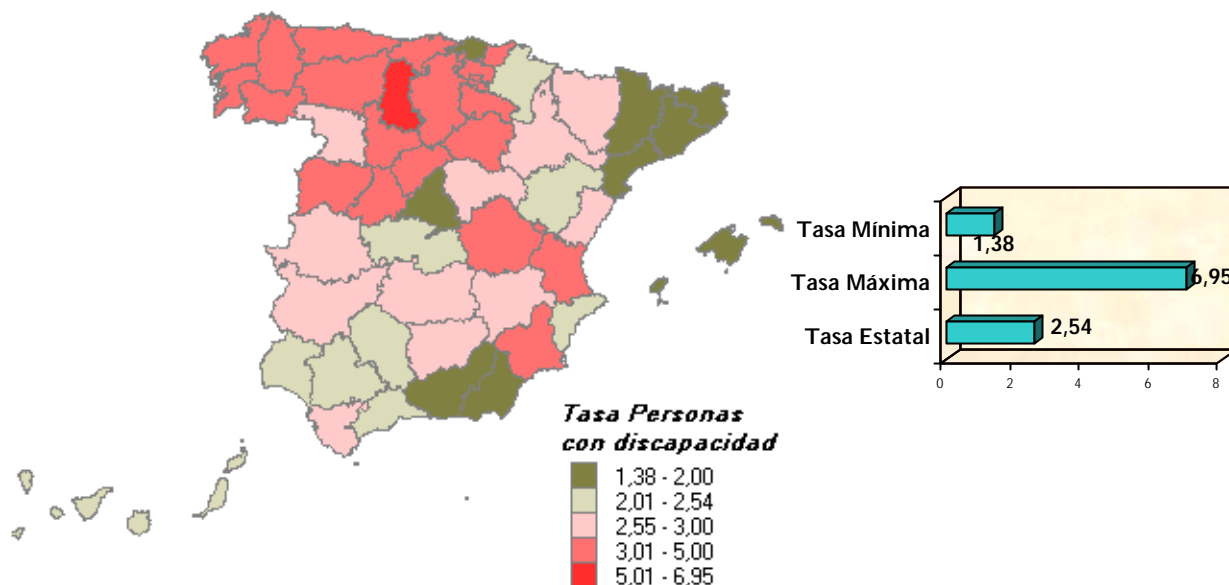 Tasa Mínima
1,38
Tasa Máxima
6,95
Tasa Estatal
2,54
0 2 4 6 8
Tasa Personas
con discapacidad
1,38 - 2,00
2,01 - 2,54
2,55 - 3,00
3,01 - 5,00
5,01 - 6,95